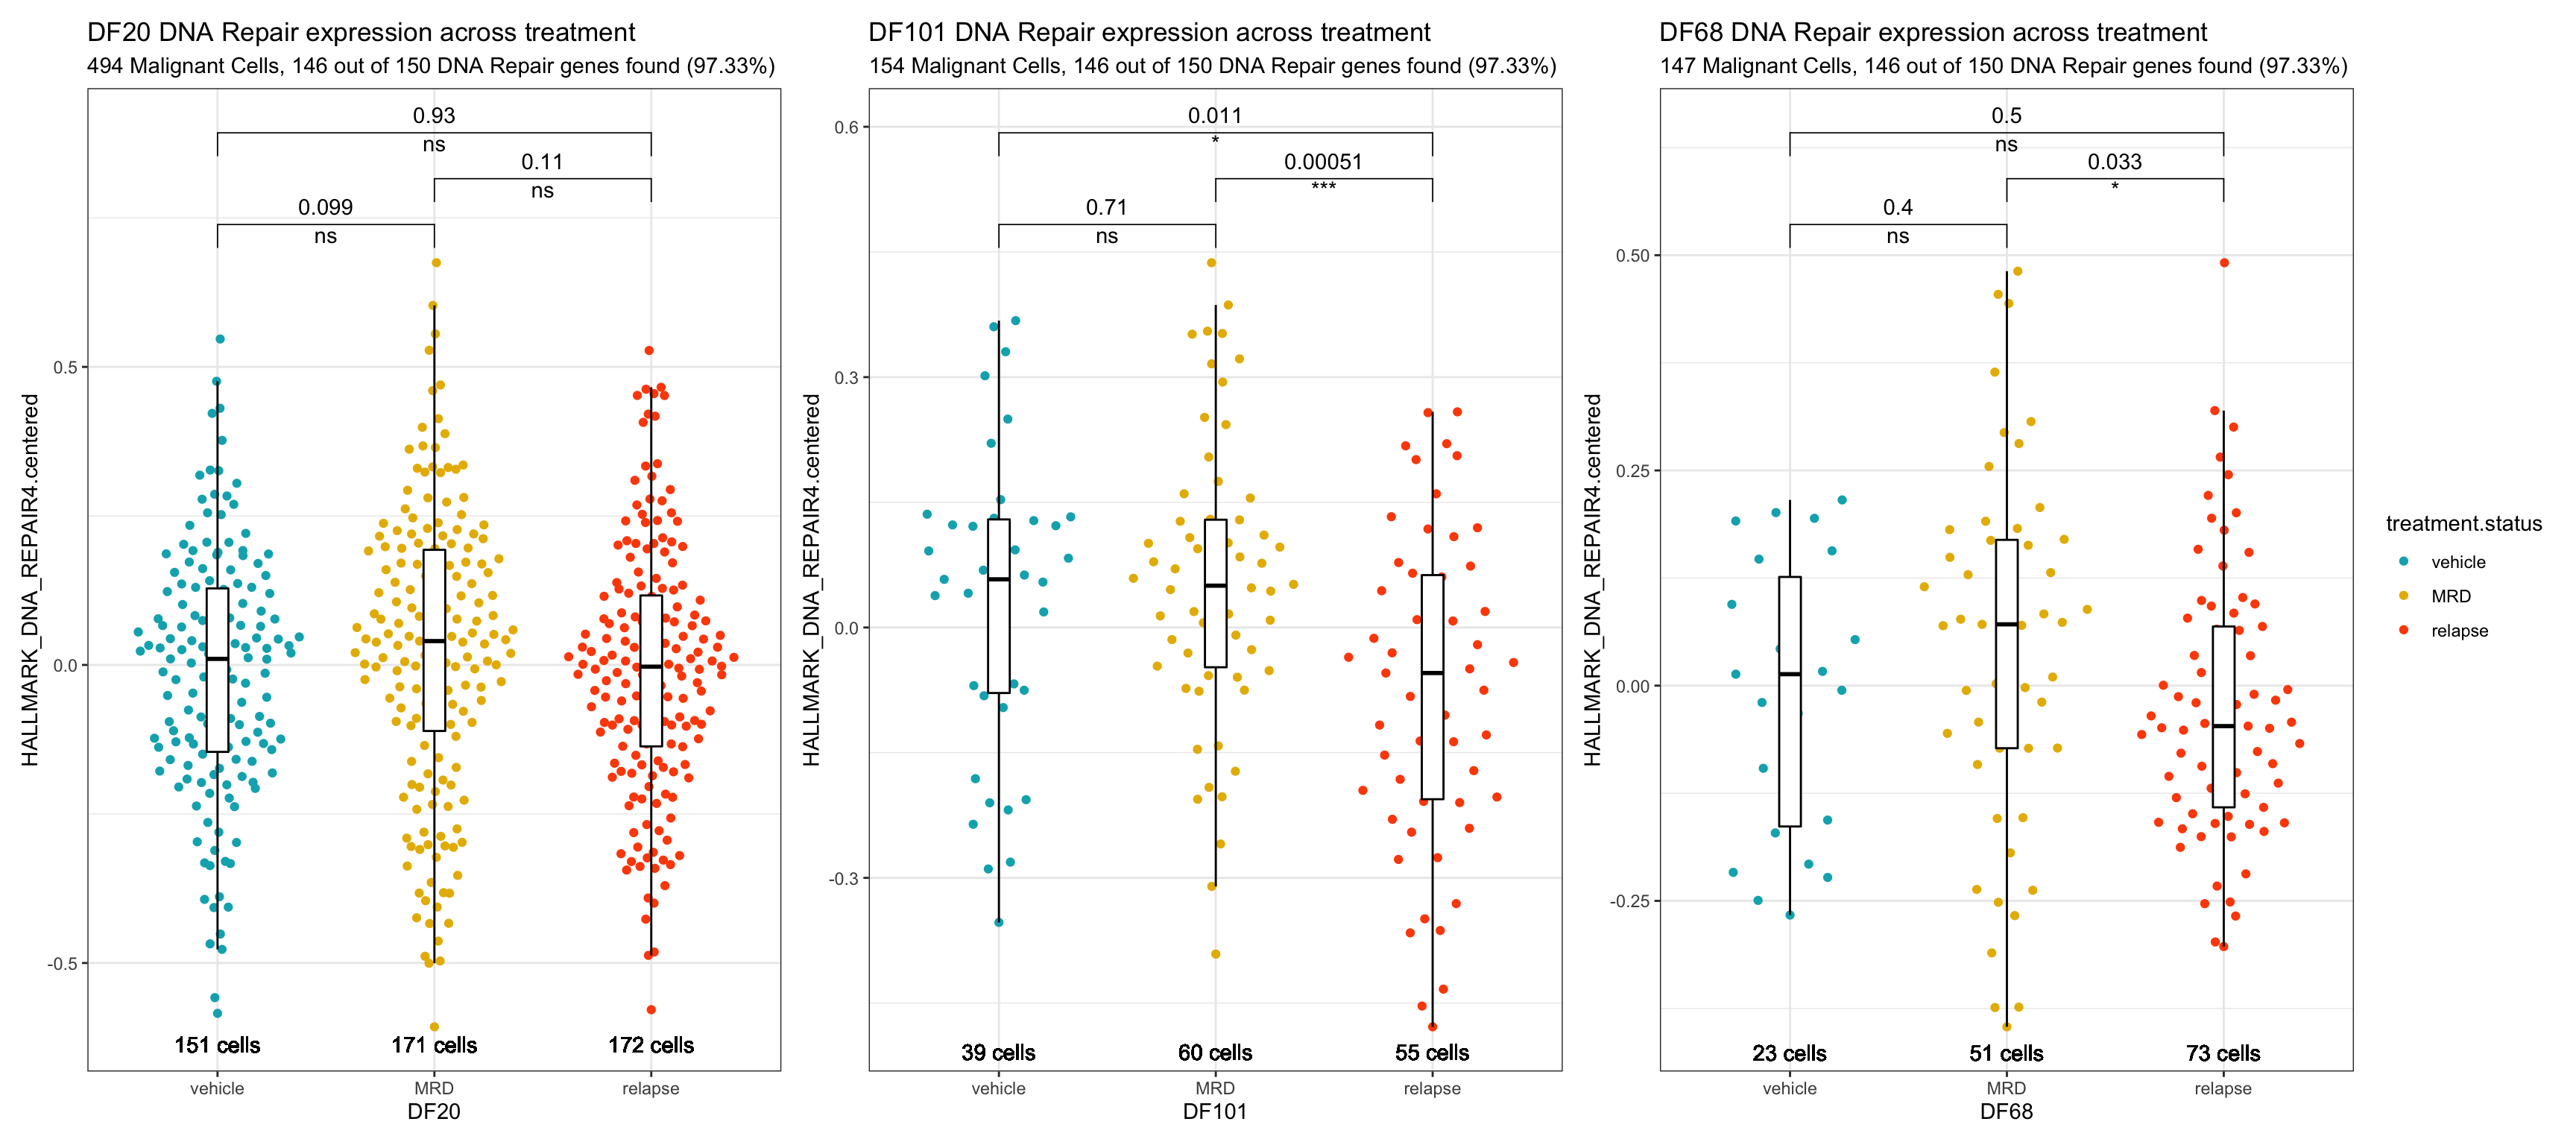 DF20 DNA Repair expression across treatment
494 Malignant Cells, 146 out of 150 DNA Repair genes found (97.33%)
HALLMARK_DNA_REPAIR4.centered
0.5
0.0
-0.5
0.93
ns
0.11
ns
0.099
ns
151 cells
171 cells
172 cells
vehicle
MRD
relapse
DF20
DF101 DNA Repair expression across treatment
154 Malignant Cells, 146 out of 150 DNA Repair genes found (97.33%)
HALLMARK_DNA_REPAIR4.centered
0.6
0.3
0.0
-0.3
0.011
*
0.00051
***
0.71
ns
39 cells
60 cells
55 cells
vehicle
MRD
relapse
DF101
DF68 DNA Repair expression across treatment
147 Malignant Cells, 146 out of 150 DNA Repair genes found (97.33%)
HALLMARK_DNA_REPAIR4.centered
0.50
0.25
0.00
-0.25
0.5
ns
0.033
*
0.4
ns
23 cells
51 cells
73 cells
vehicle
MRD
relapse
DF68
treatment.status
vehicle
MRD
relapse